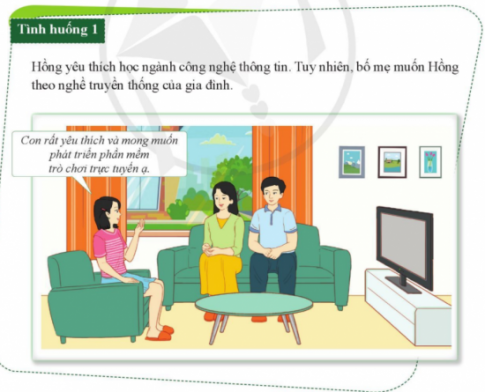 Tình huống 1
Hồng yêu thích học ngành công nghệ thông tin. Tuy nhiên, bố mẹ muốn Hồng
theo nghề truyền thống của gia đình.
Con rất yêu thích và mong muốn
phát triển phần mềm
trò chơi trực tuyến ạ.